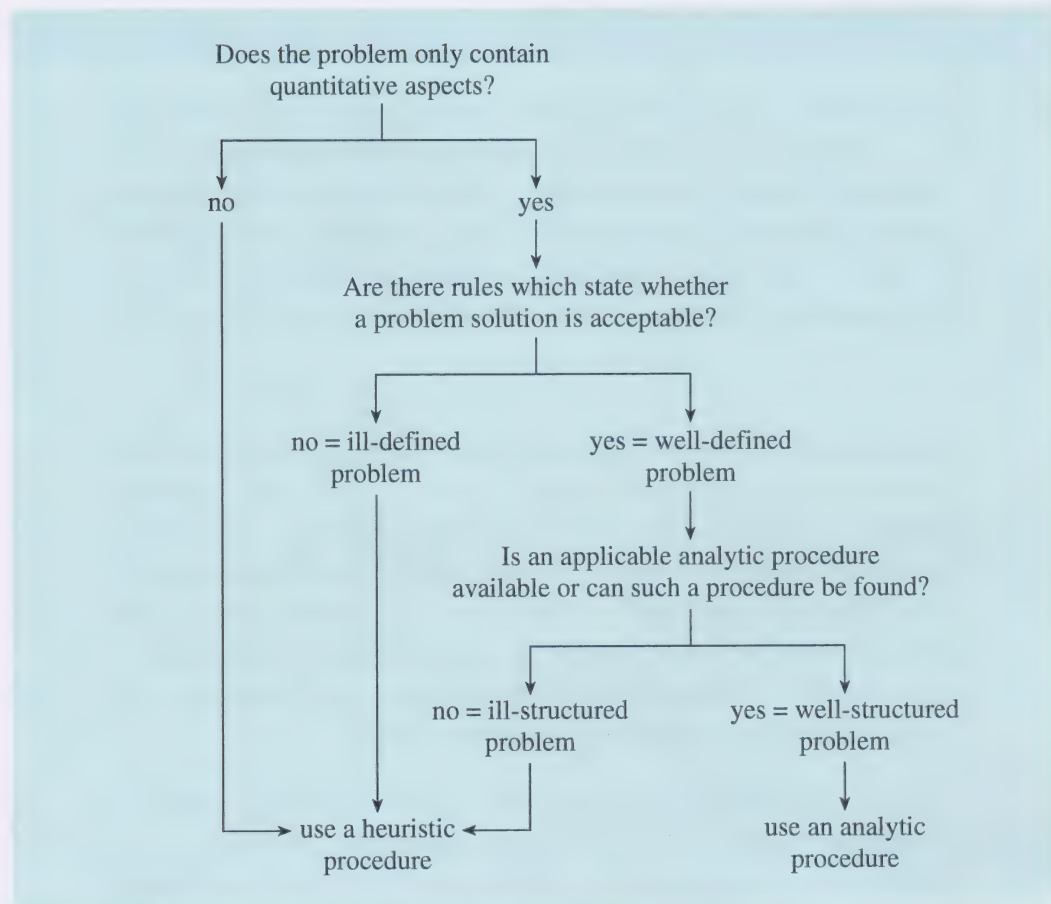 Does the problem only contain
quantitative aspects?
no
yes
Are there rules which state whether
a problem solution is acceptable?
no = ill-defined
problem
yes = well-defined
problem
Is an applicable analytic procedure
available or can such a procedure be found?
no = ill-structured
problem
yes = well-structured
problem
use a heuristic
procedure
use an analytic
procedure